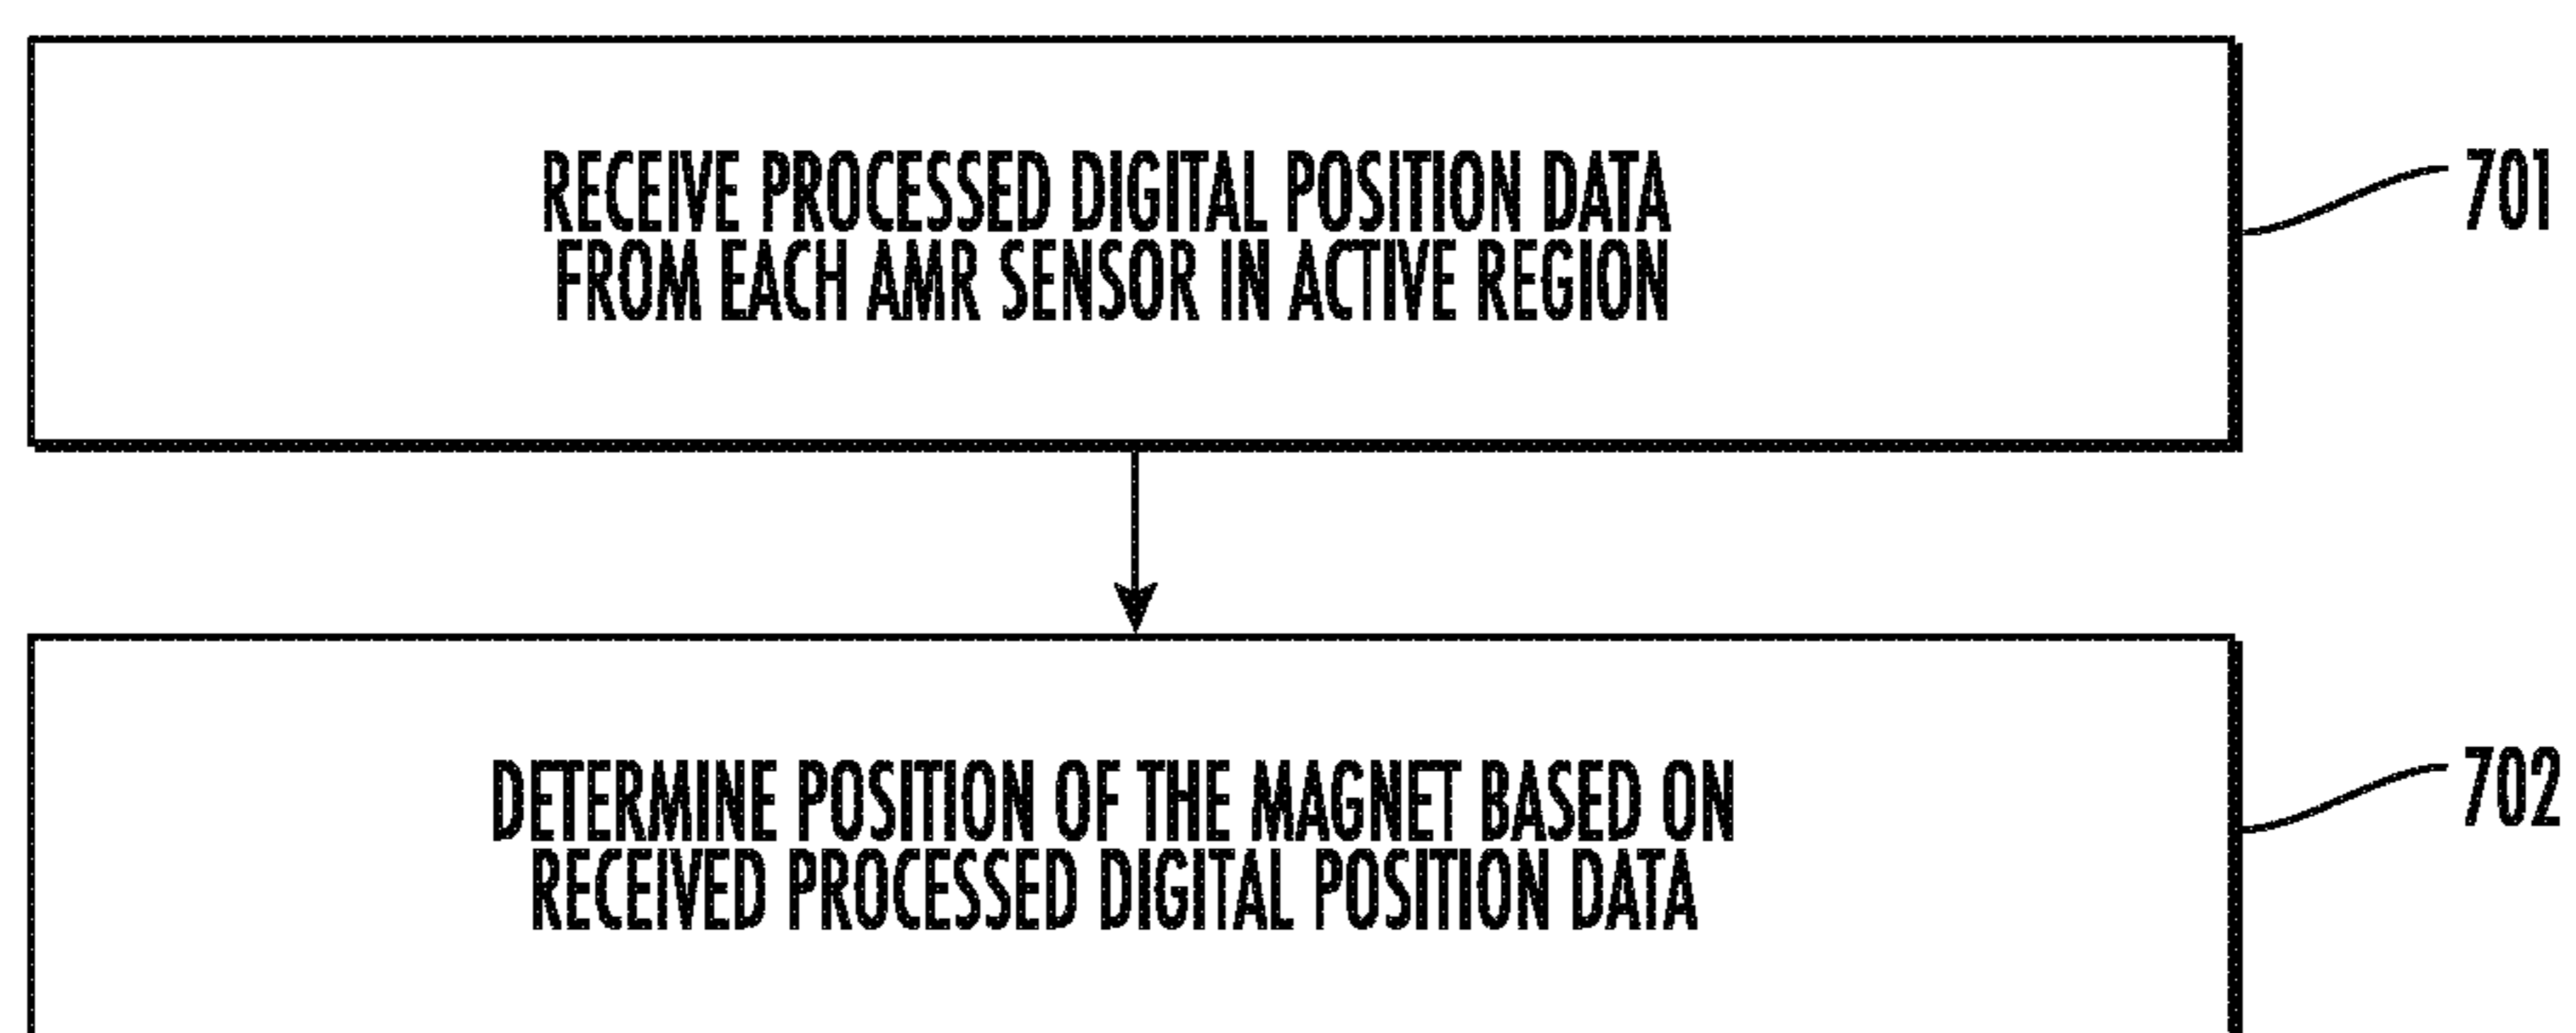 RECEIVE PROCESSED DIGITAL POSITION DATA
FROM EACH AMR SENSOR IN ACTIVE REGION
701
DETERMINE POSITION OF THE MAGNET BASED ON
RECEIVED PROCESSED DIGITAL POSITION DATA
702